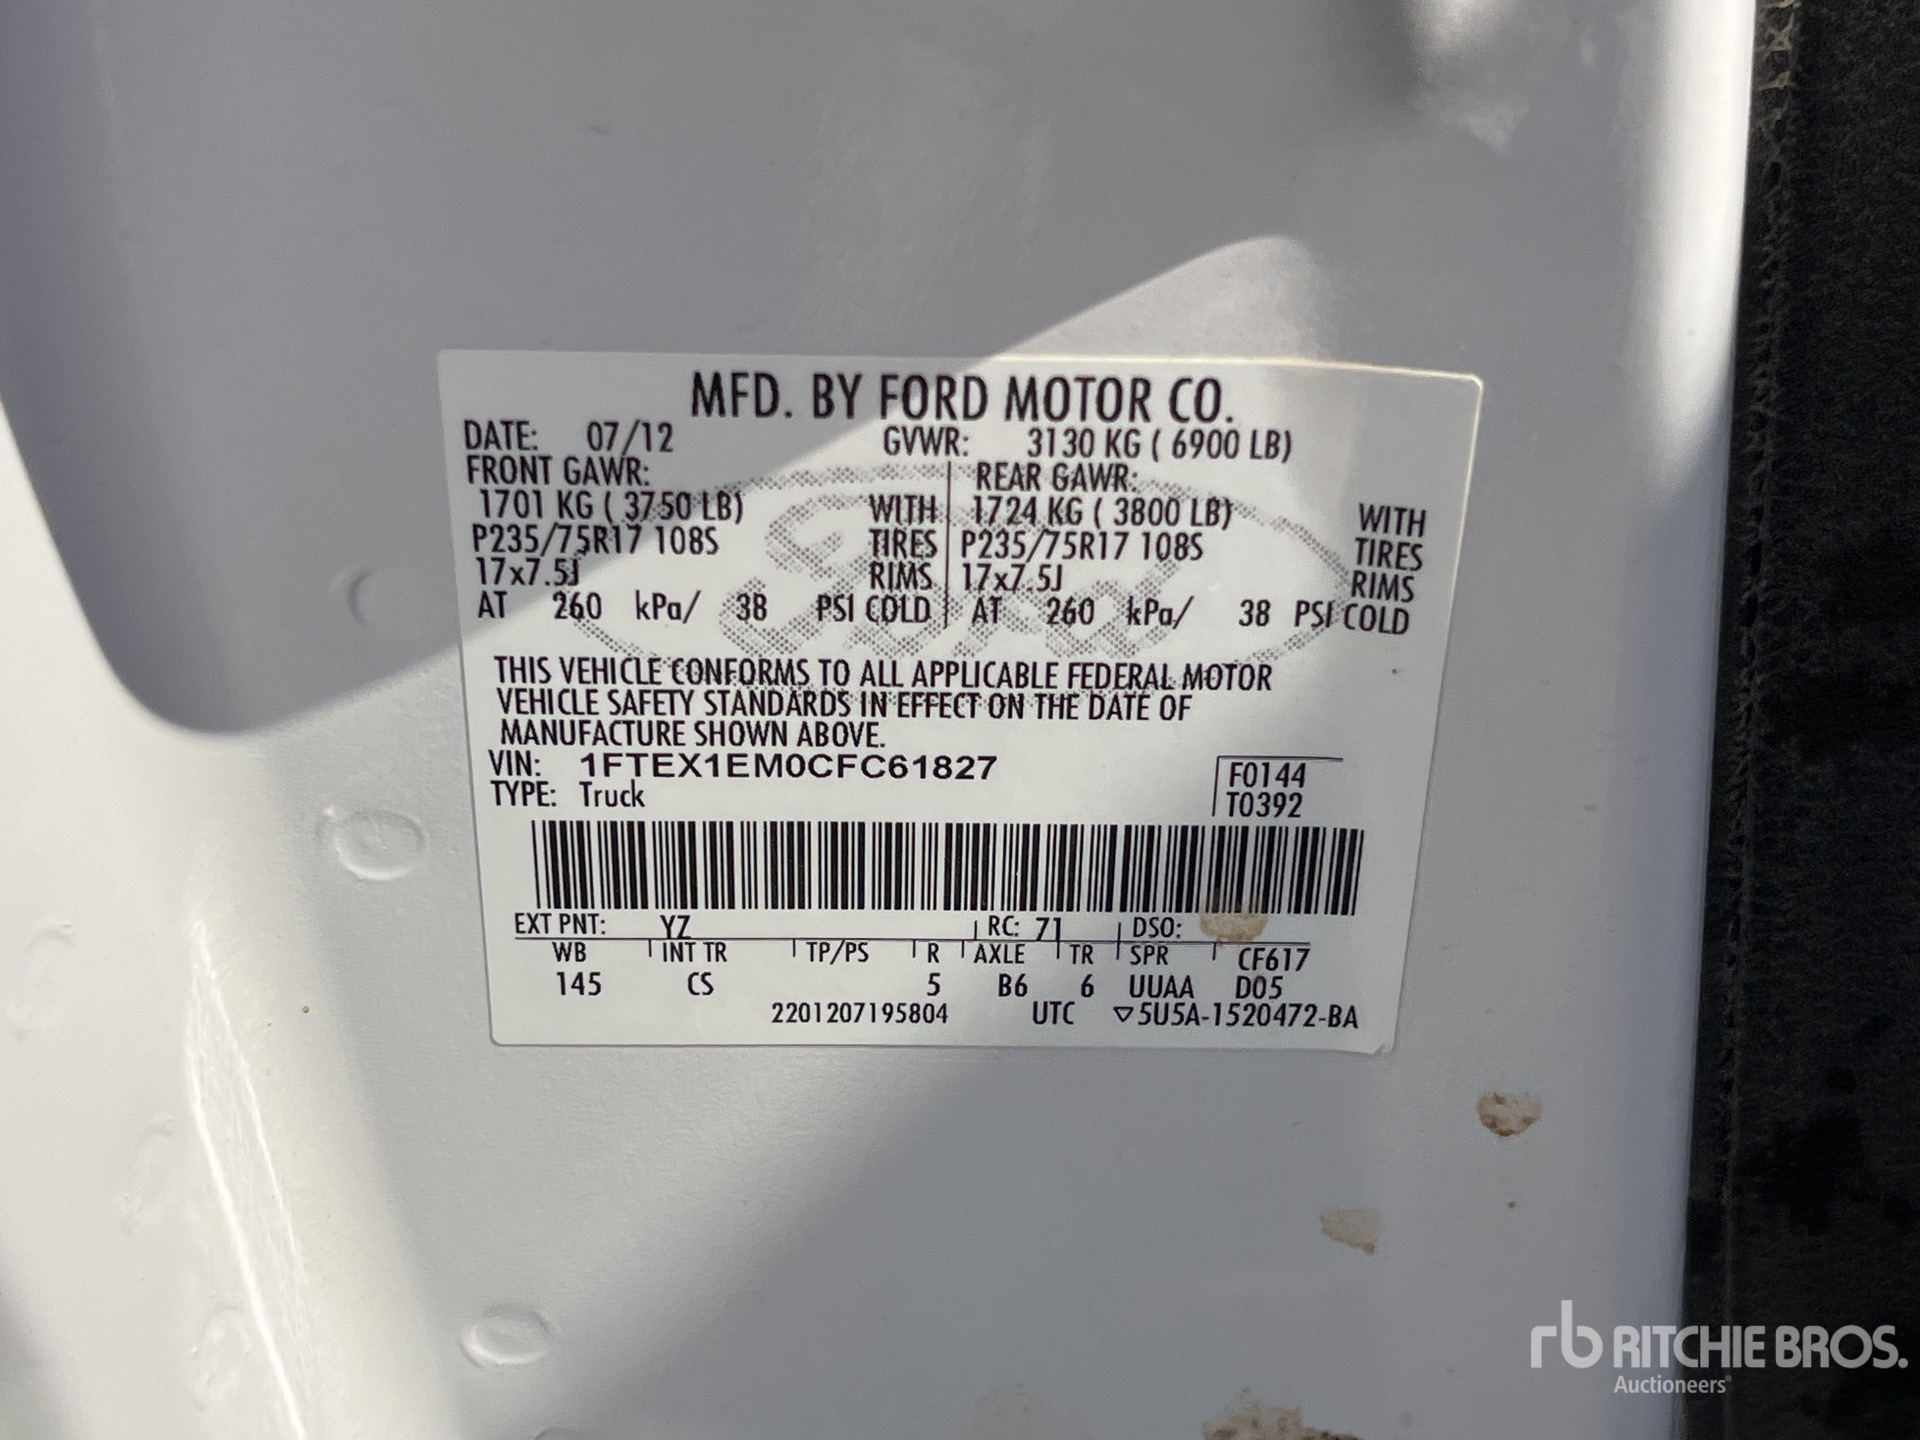 MFD. BY FORD MOTOR CO.
DATE: 07/12 GVWR: 3130 KG ( 6900 LB)
FRONT GAWR: REAR GAWR:
1701 KG ( 3750 LB) WITH 1724 KG ( 3800 LB) WITH
P235/75R17 108S TIRES P235/75R17 108S TIRES
17x7.5J RIMS 17x7.5J RIMS
AT 260 kPa/ 38 PSI COLD AT 260 kPa/ 38 PSI COLD
Ford
THIS VEHICLE CONFORMS TO ALL APPLICABLE FEDERAL MOTOR
VEHICLE SAFETY STANDARDS IN EFFECT ON THE DATE OF
MANUFACTURE SHOWN ABOVE.
VIN: 1FTEX1EM0CFC61827 F0144
TYPE: Truck T0392
EXT PNT: YZ RC: 71 DSO:
WB INT TR TP/PS R AXLE TR SPR CF617
145 CS 5 B6 6 UUAA D05
2201207195804 UTC ▽5U5A-1520472-BA
rb RITCHIE BROS.
Auctioneers